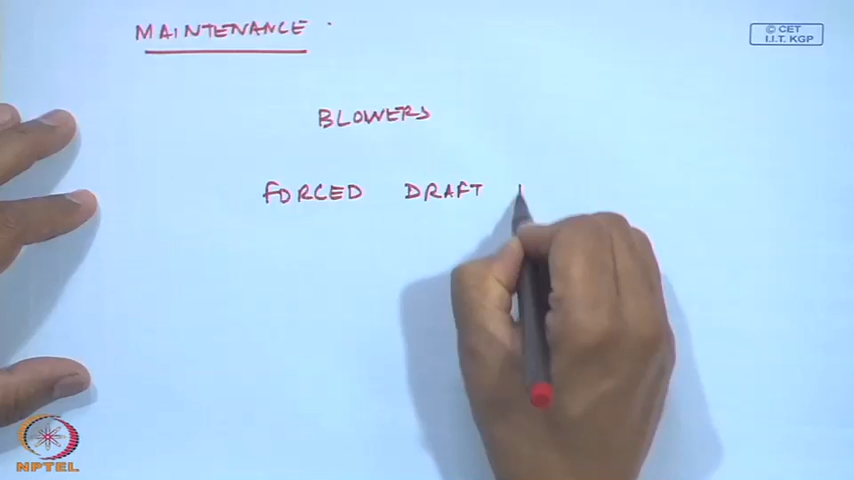 MAINTENANCE.
© CET
I.I.T. KGP
BLOWERS
FORCED DRAFT
NPTEL